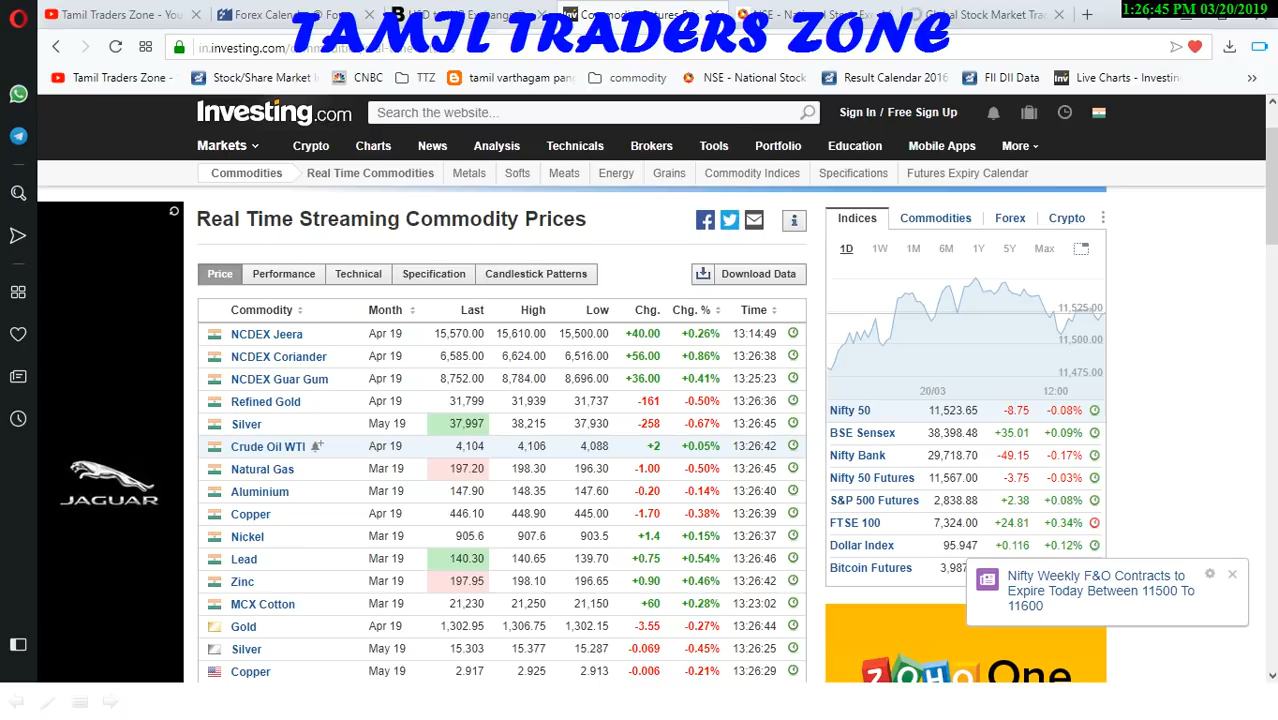 1:26:45 PM 03/20/2019
Tamil Traders Zone - You
Forex Calendar @ Fore
Commodity Futures Pri
NSE - National Stock Ex
Global Stock Market Tra
TAMIL TRADERS ZONE
in.investing.com/
Tamil Traders Zone - Stock/Share Market I CNBC TTZ tamil varthagam pan commodity NSE - National Stock Result Calendar 2016 FII DII Data Live Charts - Investin »
Investing.com Search the website... Sign In / Free Sign Up
Markets Crypto Charts News Analysis Technicals Brokers Tools Portfolio Education Mobile Apps More
Commodities Real Time Commodities Metals Softs Meats Energy Grains Commodity Indices Specifications Futures Expiry Calendar
Real Time Streaming Commodity Prices
Price Performance Technical Specification Candlestick Patterns Download Data
Commodity Month Last High Low Chg. Chg. % Time
NCDEX Jeera Apr 19 15,570.00 15,610.00 15,500.00 +40.00 +0.26% 13:14:49
NCDEX Coriander Apr 19 6,585.00 6,624.00 6,516.00 +56.00 +0.86% 13:26:38
NCDEX Guar Gum Apr 19 8,752.00 8,784.00 8,696.00 +36.00 +0.41% 13:25:23
Refined Gold Apr 19 31,799 31,939 31,737 -161 -0.50% 13:26:36
Silver May 19 37,997 38,215 37,930 -258 -0.67% 13:26:45
Crude Oil WTI Apr 19 4,104 4,106 4,088 +2 +0.05% 13:26:42
Natural Gas Mar 19 197.20 198.30 196.30 -1.00 -0.50% 13:26:45
Aluminium Mar 19 147.90 148.35 147.60 -0.20 -0.14% 13:26:40
Copper Apr 19 446.10 448.90 445.00 -1.70 -0.38% 13:26:39
Nickel Mar 19 905.6 907.6 903.5 +1.4 +0.15% 13:26:37
Lead Mar 19 140.30 140.65 139.70 +0.75 +0.54% 13:26:46
Zinc Mar 19 197.95 198.10 196.65 +0.90 +0.46% 13:26:42
MCX Cotton Mar 19 21,230 21,250 21,150 +60 +0.28% 13:23:02
Gold Apr 19 1,302.95 1,306.75 1,302.15 -3.55 -0.27% 13:26:44
Silver May 19 15.303 15.377 15.287 -0.069 -0.45% 13:26:25
Copper May 19 2.917 2.925 2.913 -0.006 -0.21% 13:26:29
JAGUAR
Indices Commodities Forex Crypto
1D 1W 1M 6M 1Y 5Y Max
11,525.00
11,500.00
11,475.00
20/03 12:00
Nifty 50 11,523.65 -8.75 -0.08%
BSE Sensex 38,398.48 +35.01 +0.09%
Nifty Bank 29,718.70 -49.15 -0.17%
Nifty 50 Futures 11,567.00 -3.75 -0.03%
S&P 500 Futures 2,838.88 +2.38 +0.08%
FTSE 100 7,324.00 +24.81 +0.34%
Dollar Index 95.947 +0.116 +0.12%
Bitcoin Futures 3,987
Nifty Weekly F&O Contracts to
Expire Today Between 11500 To
11600
ZOHO One